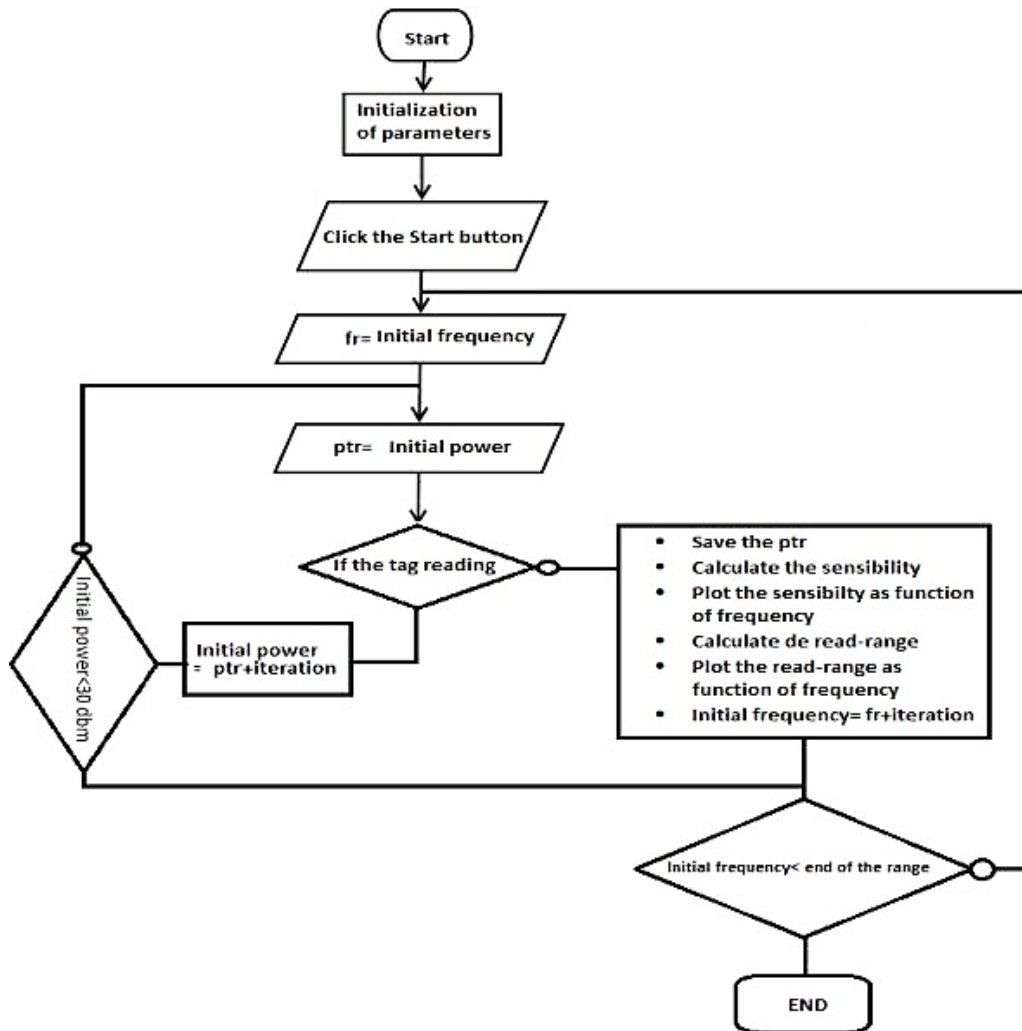 Start
Initialization
of parameters
Click the Start button
fr= Initial frequency
ptr= Initial power
If the tag reading
• Save the ptr
• Calculate the sensibility
• Plot the sensibilty as function
of frequency
• Calculate de read-range
• Plot the read-range as
function of frequency
• Initial frequency= fr+iteration
Initial power
= ptr+iteration
Initial power<30 dbm
Initial frequency< end of the range
END